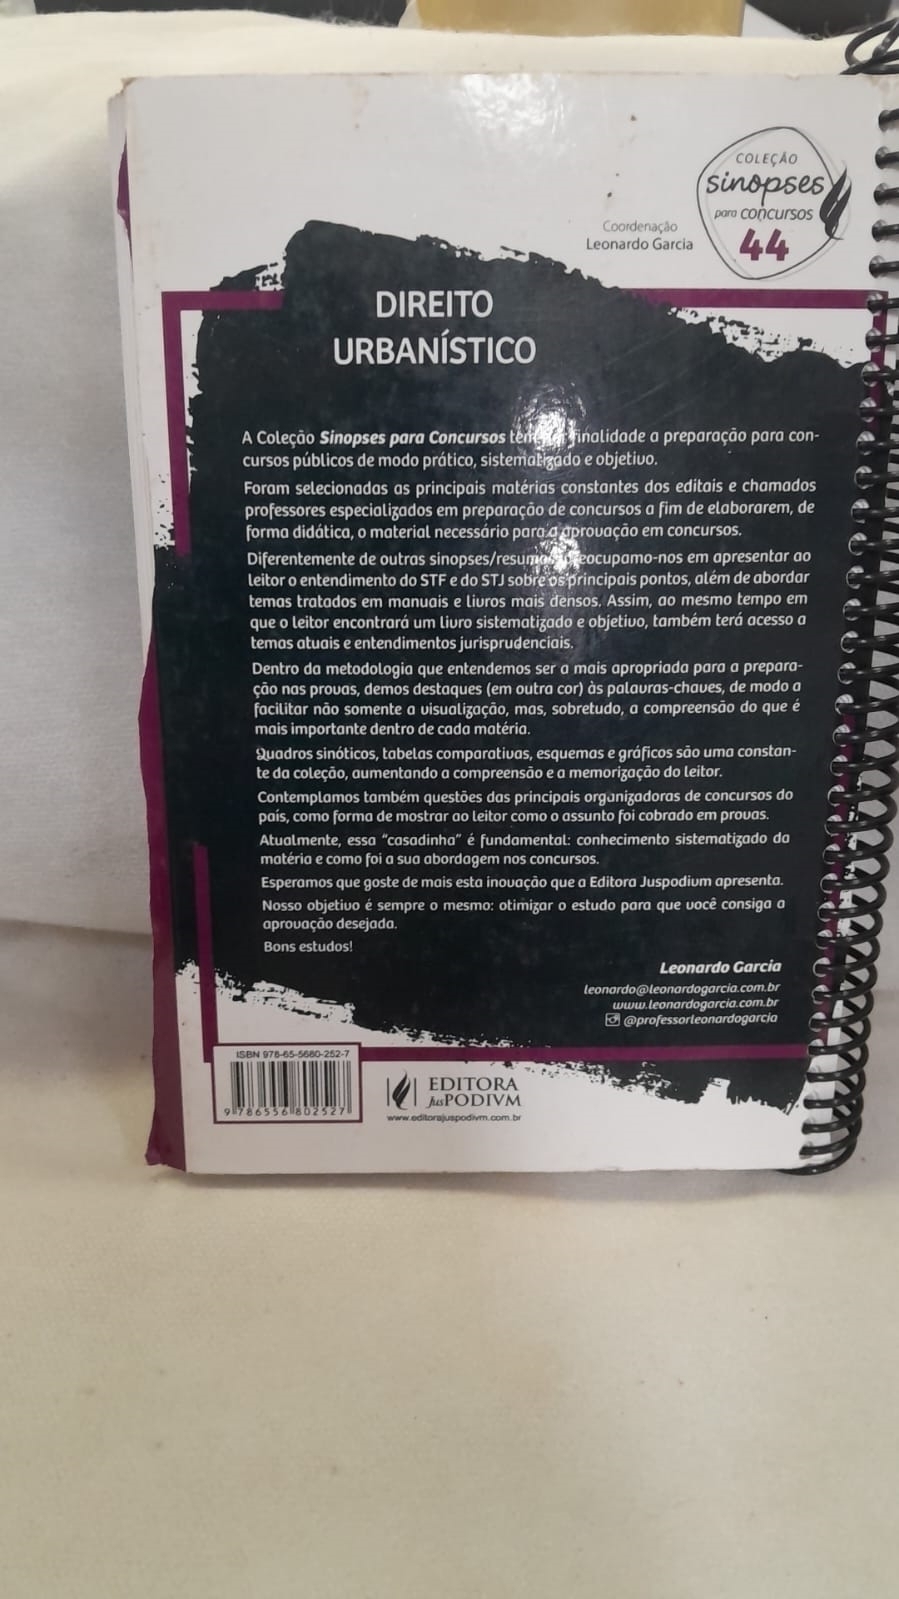 COLEÇÃO
sinopses
para concursos
44
Coordenação
Leonardo Garcia
DIREITO
URBANÍSTICO
A Coleção Sinopses para Concursos finalidade a preparação para con-
cursos públicos de modo prático, sistematizado e objetivo.
Foram selecionadas as principais matérias constantes dos editais e chamados
professores especializados em preparação de concursos a fim de elaborarem, de
forma didática, o material necessário para a aprovação em concursos.
Diferentemente de outras sinopses/resumos, preocupamo-nos em apresentar ao
leitor o entendimento do STF e do STJ sobre os principais pontos, além de abordar
temas tratados em manuais e livros mais densos. Assim, ao mesmo tempo em
que o leitor encontrará um livro sistematizado e objetivo, também terá acesso a
temas atuais e entendimentos jurisprudenciais.
Dentro da metodologia que entendemos ser a mais apropriada para a prepara-
ção nas provas, demos destaques (em outra cor) às palavras-chaves, de modo a
facilitar não somente a visualização, mas, sobretudo, a compreensão do que é
mais importante dentro de cada matéria.
Quadros sinóticos, tabelas comparativas, esquemas e gráficos são uma constan-
te da coleção, aumentando a compreensão e a memorização do leitor.
Contemplamos também questões das principais organizadoras de concursos do
país, como forma de mostrar ao leitor como o assunto foi cobrado em provas.
Atualmente, essa "casadinha" é fundamental: conhecimento sistematizado da
matéria e como foi a sua abordagem nos concursos.
Esperamos que goste de mais esta inovação que a Editora Juspodium apresenta.
Nosso objetivo é sempre o mesmo: otimizar o estudo para que você consiga a
aprovação desejada.
Bons estudos!
Leonardo Garcia
leonardo@leonardogarcia.com.br
www.leonardogarcia.com.br
@professorleonardogarcia
ISBN 978-65-5680-252-7
9 786556 802527
EDITORA
JusPODIVM
www.editorajuspodivm.com.br